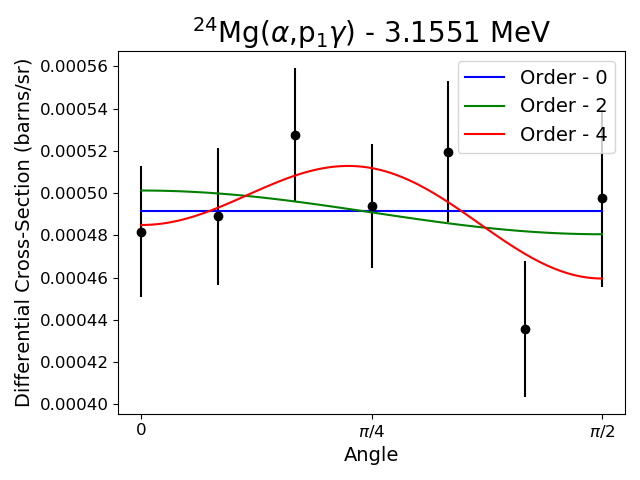 ²⁴Mg(α,p₁γ) - 3.1551 MeV
Differential Cross-Section (barns/sr)
0.00056
0.00054
0.00052
0.00050
0.00048
0.00046
0.00044
0.00042
0.00040
Order - 0
Order - 2
Order - 4
0
π/4
π/2
Angle